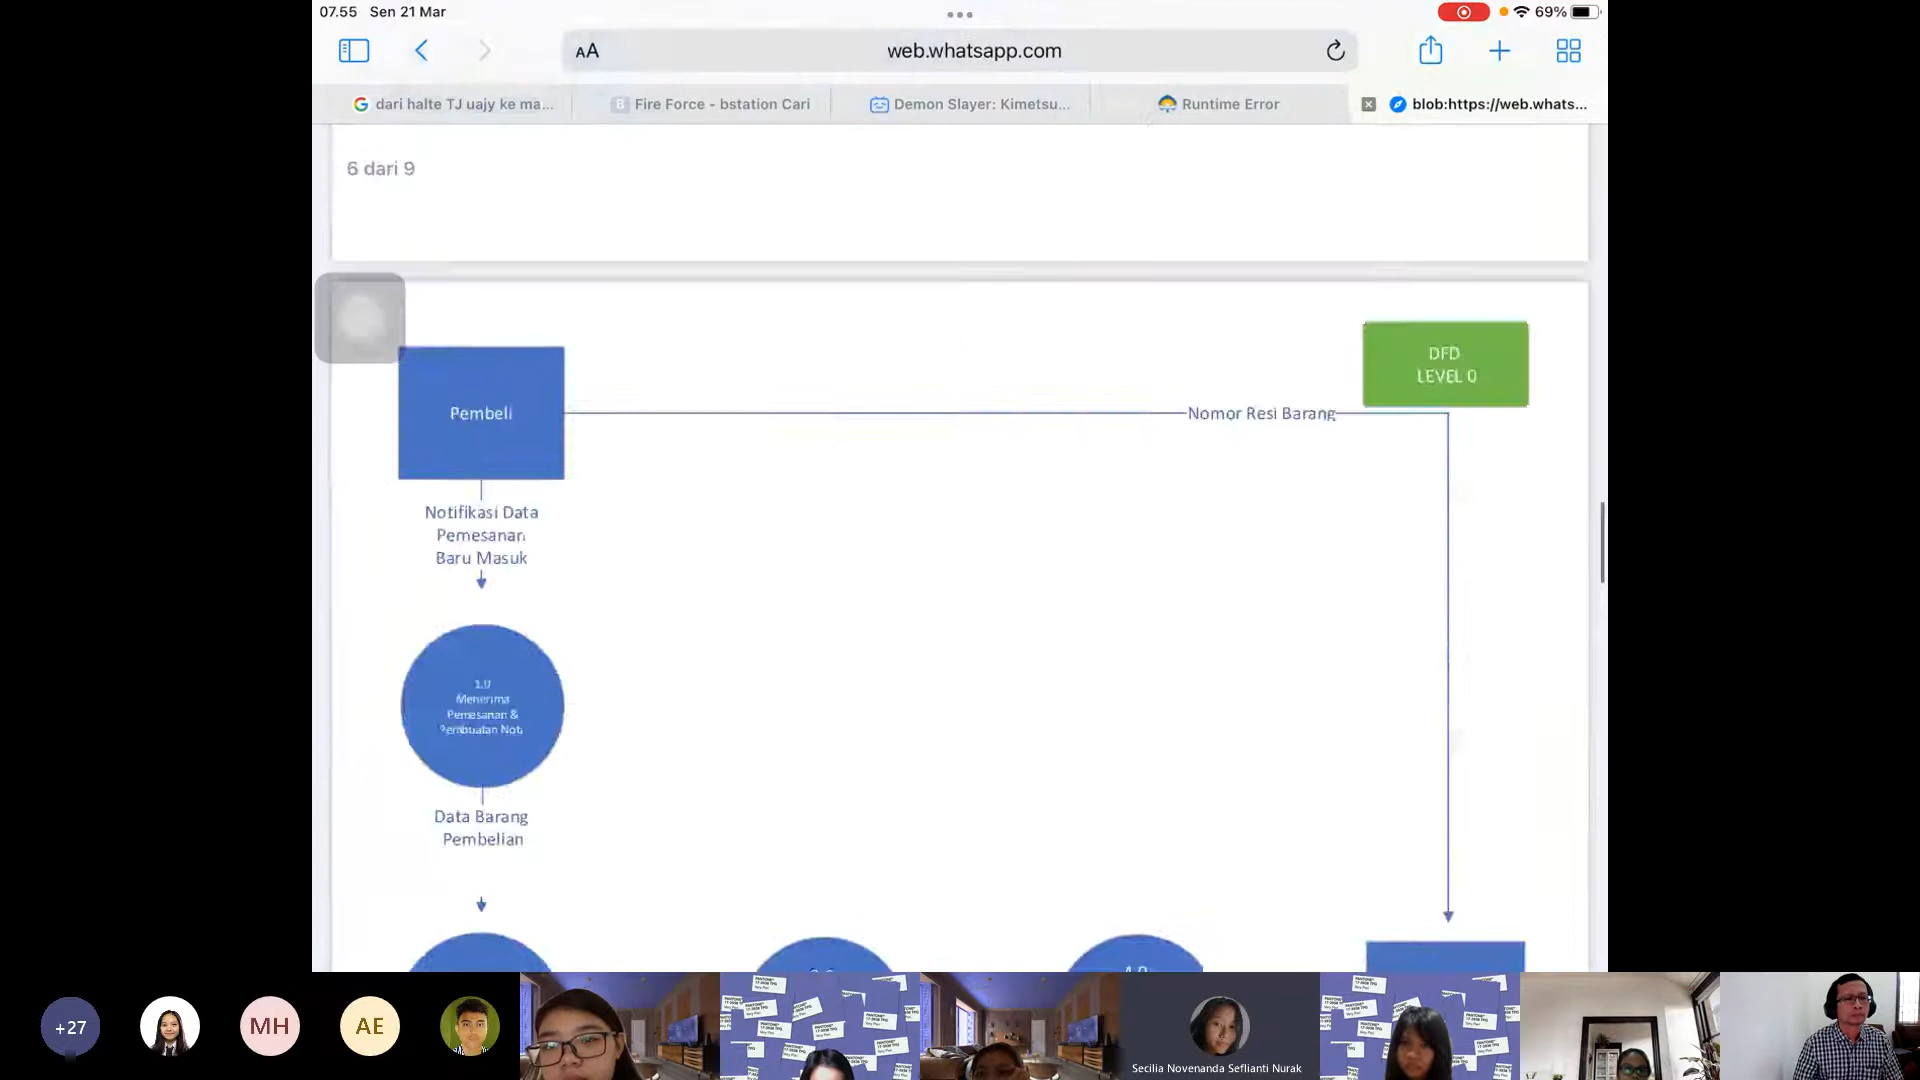 07.55 Sen 21 Mar
69%
AA
web.whatsapp.com
dari halte TJ uajy ke ma...
Fire Force - bstation Cari
Demon Slayer: Kimetsu...
Runtime Error
blob:https://web.whats...
6 dari 9
DFD
LEVEL 0
Pembeli
Nomor Resi Barang
Notifikasi Data
Pemesanan
Baru Masuk
1.0
Menerima
Pemesanan &
Pembuatan Nota
Data Barang
Pembelian
+27
MH
AE
Secilia Novenanda Seflianti Nurak